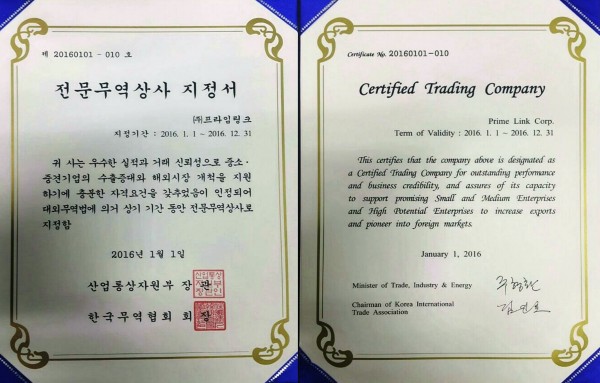 제 20160101 - 010 호
전문무역상사 지정서
㈜프라임링크
지정기간 : 2016. 1. 1 ~ 2016. 12. 31
귀 사는 우수한 실적과 거래 신뢰성으로 중소·
중견기업의 수출증대와 해외시장 개척을 지원
하기에 충분한 자격요건을 갖추었음이 인정되어
대외무역법에 의거 상기 기간 동안 전문무역상사로
지정함
2016년 1월 1일
산업통상자원부 장관
한국무역협회 회장
Certificate No. 20160101-010
Certified Trading Company
Prime Link Corp.
Term of Validity : 2016. 1. 1 ~ 2016. 12. 31
This certifies that the company above is designated as
a Certified Trading Company for outstanding performance
and business credibility, and assures of its capacity
to support promising Small and Medium Enterprises
and High Potential Enterprises to increase exports
and pioneer into foreign markets.
January 1, 2016
Minister of Trade, Industry & Energy
Chairman of Korea International
Trade Association